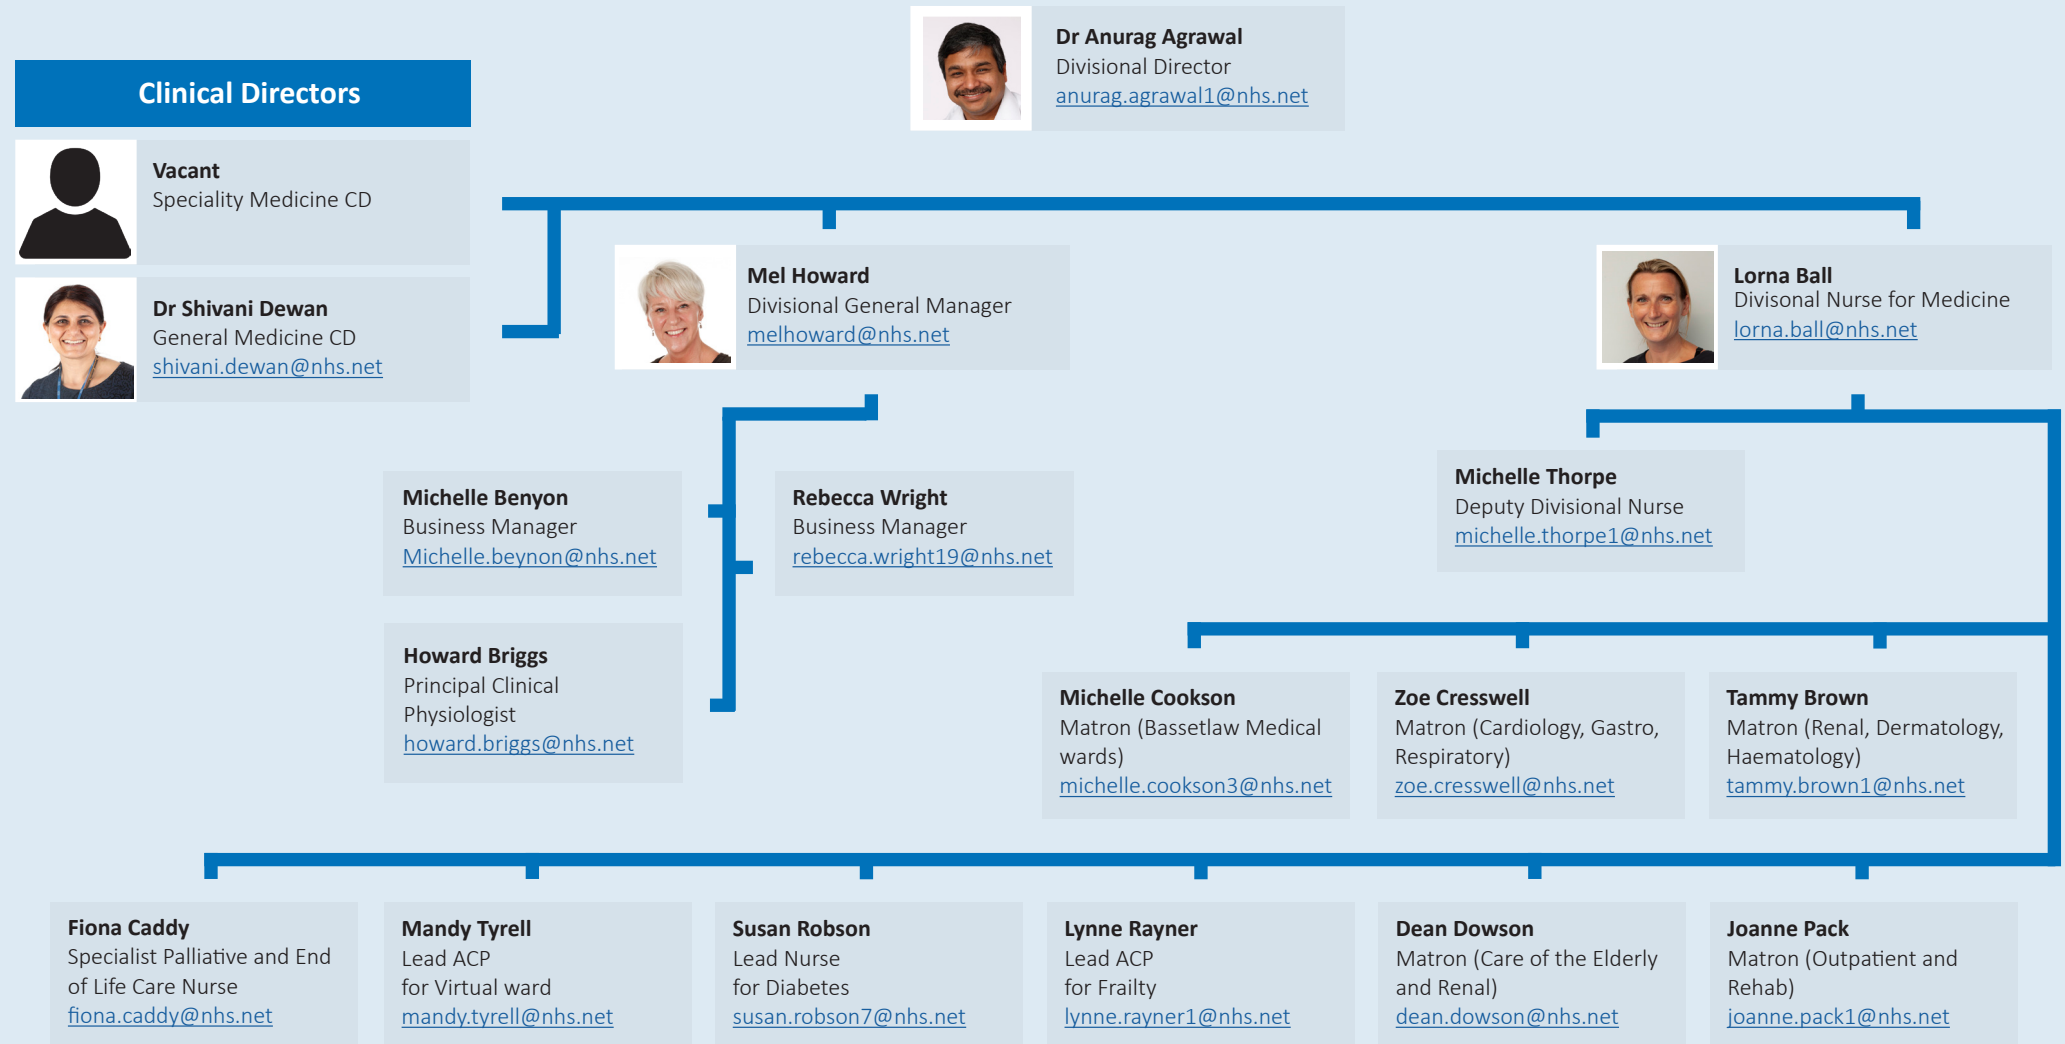 Dr Anurag Agrawal
Divisional Director
anurag.agrawal1@nhs.net
Clinical Directors
Vacant
Speciality Medicine CD
Dr Shivani Dewan
General Medicine CD
shivani.dewan@nhs.net
Mel Howard
Divisional General Manager
melhoward@nhs.net
Lorna Ball
Divisonal Nurse for Medicine
lorna.ball@nhs.net
Michelle Benyon
Business Manager
Michelle.beynon@nhs.net
Rebecca Wright
Business Manager
rebecca.wright19@nhs.net
Michelle Thorpe
Deputy Divisional Nurse
michelle.thorpe1@nhs.net
Howard Briggs
Principal Clinical
Physiologist
howard.briggs@nhs.net
Michelle Cookson
Matron (Bassetlaw Medical
wards)
michelle.cookson3@nhs.net
Zoe Cresswell
Matron (Cardiology, Gastro,
Respiratory)
zoe.cresswell@nhs.net
Tammy Brown
Matron (Renal, Dermatology,
Haematology)
tammy.brown1@nhs.net
Fiona Caddy
Specialist Palliative and End
of Life Care Nurse
fiona.caddy@nhs.net
Mandy Tyrell
Lead ACP
for Virtual ward
mandy.tyrell@nhs.net
Susan Robson
Lead Nurse
for Diabetes
susan.robson7@nhs.net
Lynne Rayner
Lead ACP
for Frailty
lynne.rayner1@nhs.net
Dean Dowson
Matron (Care of the Elderly
and Renal)
dean.dowson@nhs.net
Joanne Pack
Matron (Outpatient and
Rehab)
joanne.pack1@nhs.net